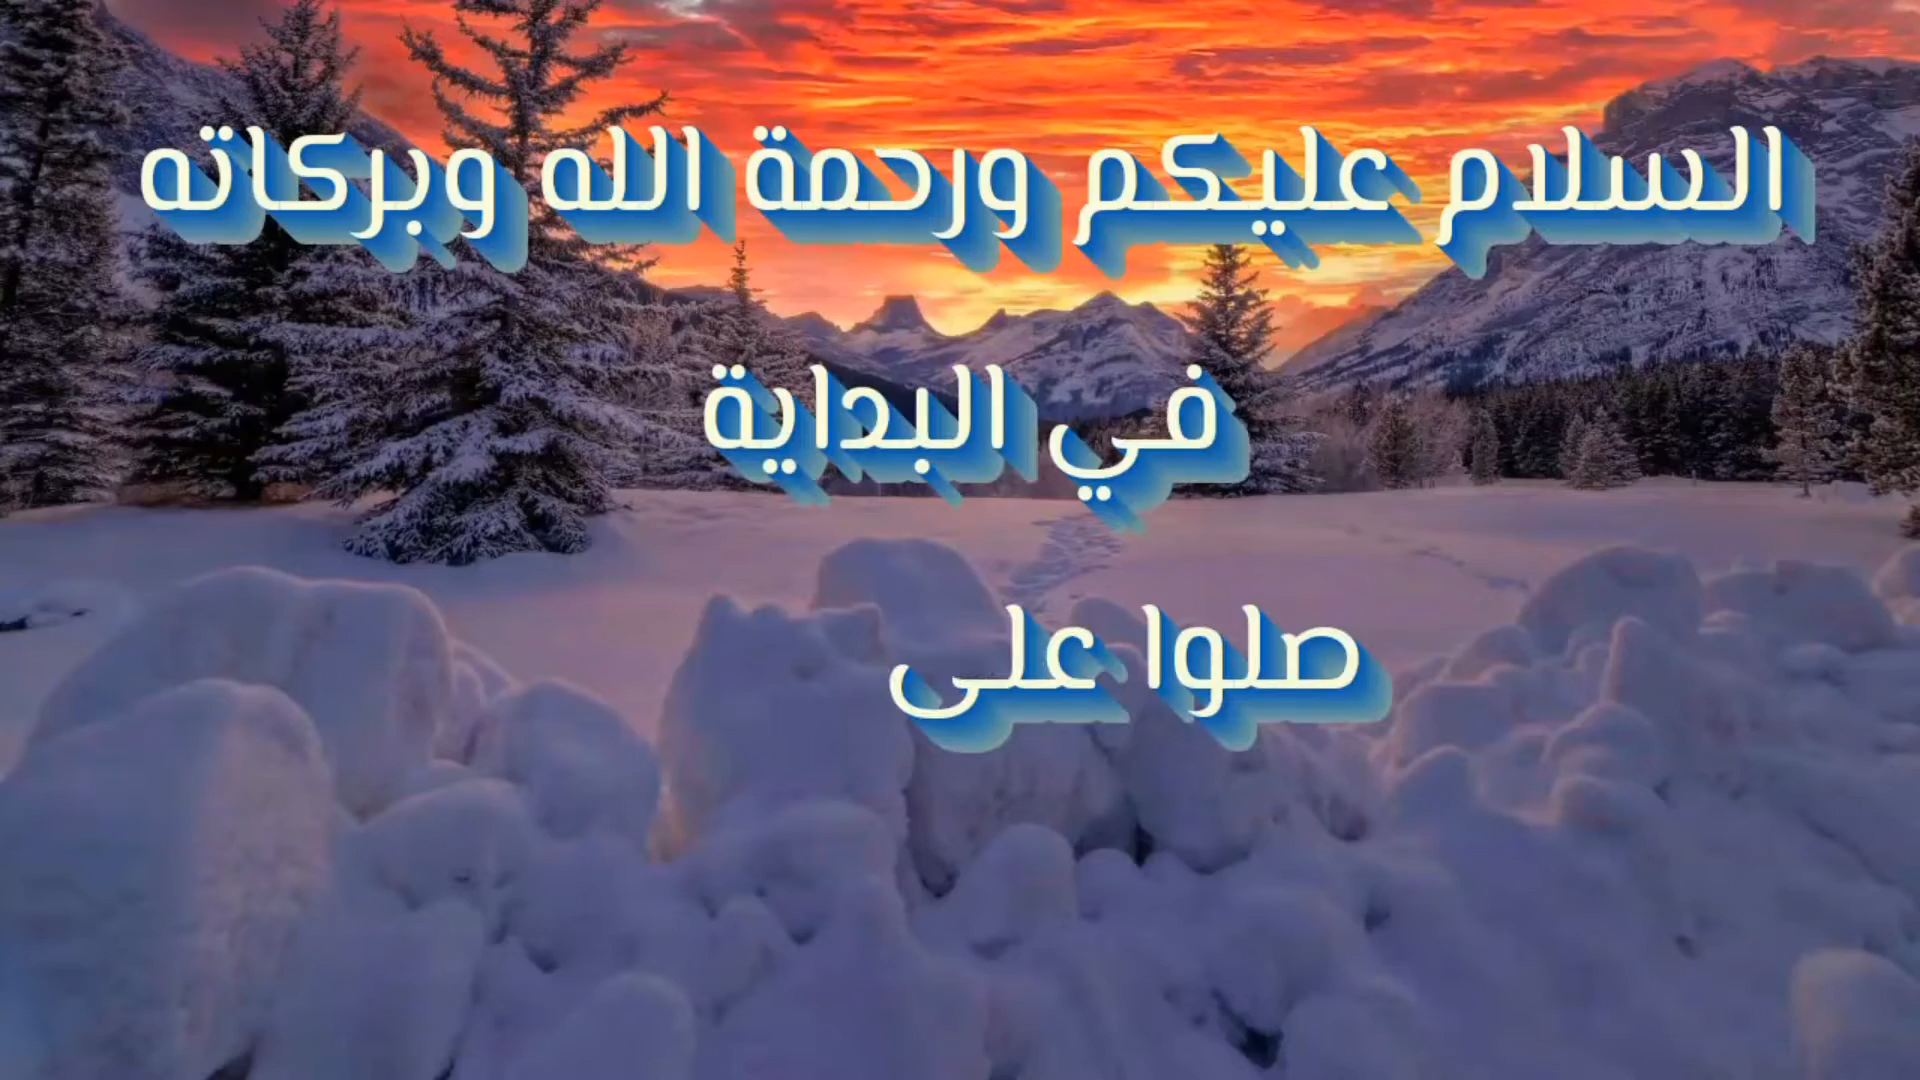 السلام عليكم ورحمة الله وبركاته
في البداية
صلوا على